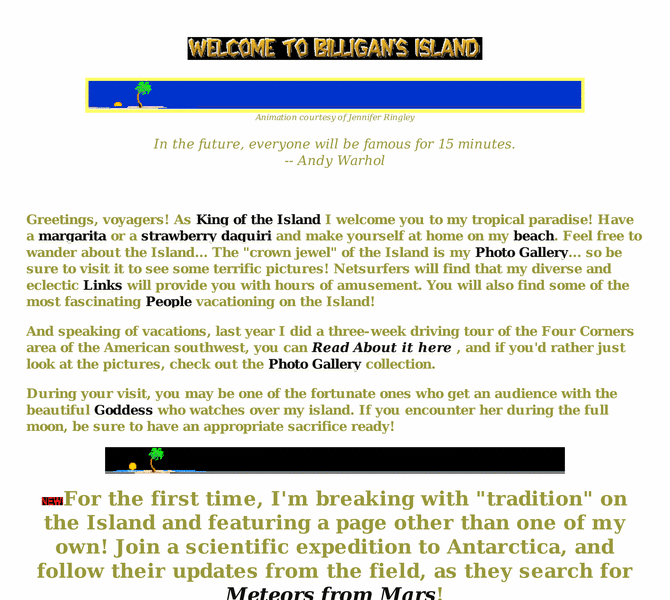 WELCOME TO BILLIGAN'S ISLAND
Animation courtesy of Jennifer Ringley
In the future, everyone will be famous for 15 minutes.
-- Andy Warhol
Greetings, voyagers! As King of the Island I welcome you to my tropical paradise! Have
a margarita or a strawberry daquiri and make yourself at home on my beach. Feel free to
wander about the Island... The "crown jewel" of the Island is my Photo Gallery... so be
sure to visit it to see some terrific pictures! Netsurfers will find that my diverse and
eclectic Links will provide you with hours of amusement. You will also find some of the
most fascinating People vacationing on the Island!
And speaking of vacations, last year I did a three-week driving tour of the Four Corners
area of the American southwest, you can Read About it here , and if you'd rather just
look at the pictures, check out the Photo Gallery collection.
During your visit, you may be one of the fortunate ones who get an audience with the
beautiful Goddess who watches over my island. If you encounter her during the full
moon, be sure to have an appropriate sacrifice ready!
NEW For the first time, I'm breaking with "tradition" on
the Island and featuring a page other than one of my
own! Join a scientific expedition to Antarctica, and
follow their updates from the field, as they search for
Meteors from Mars!